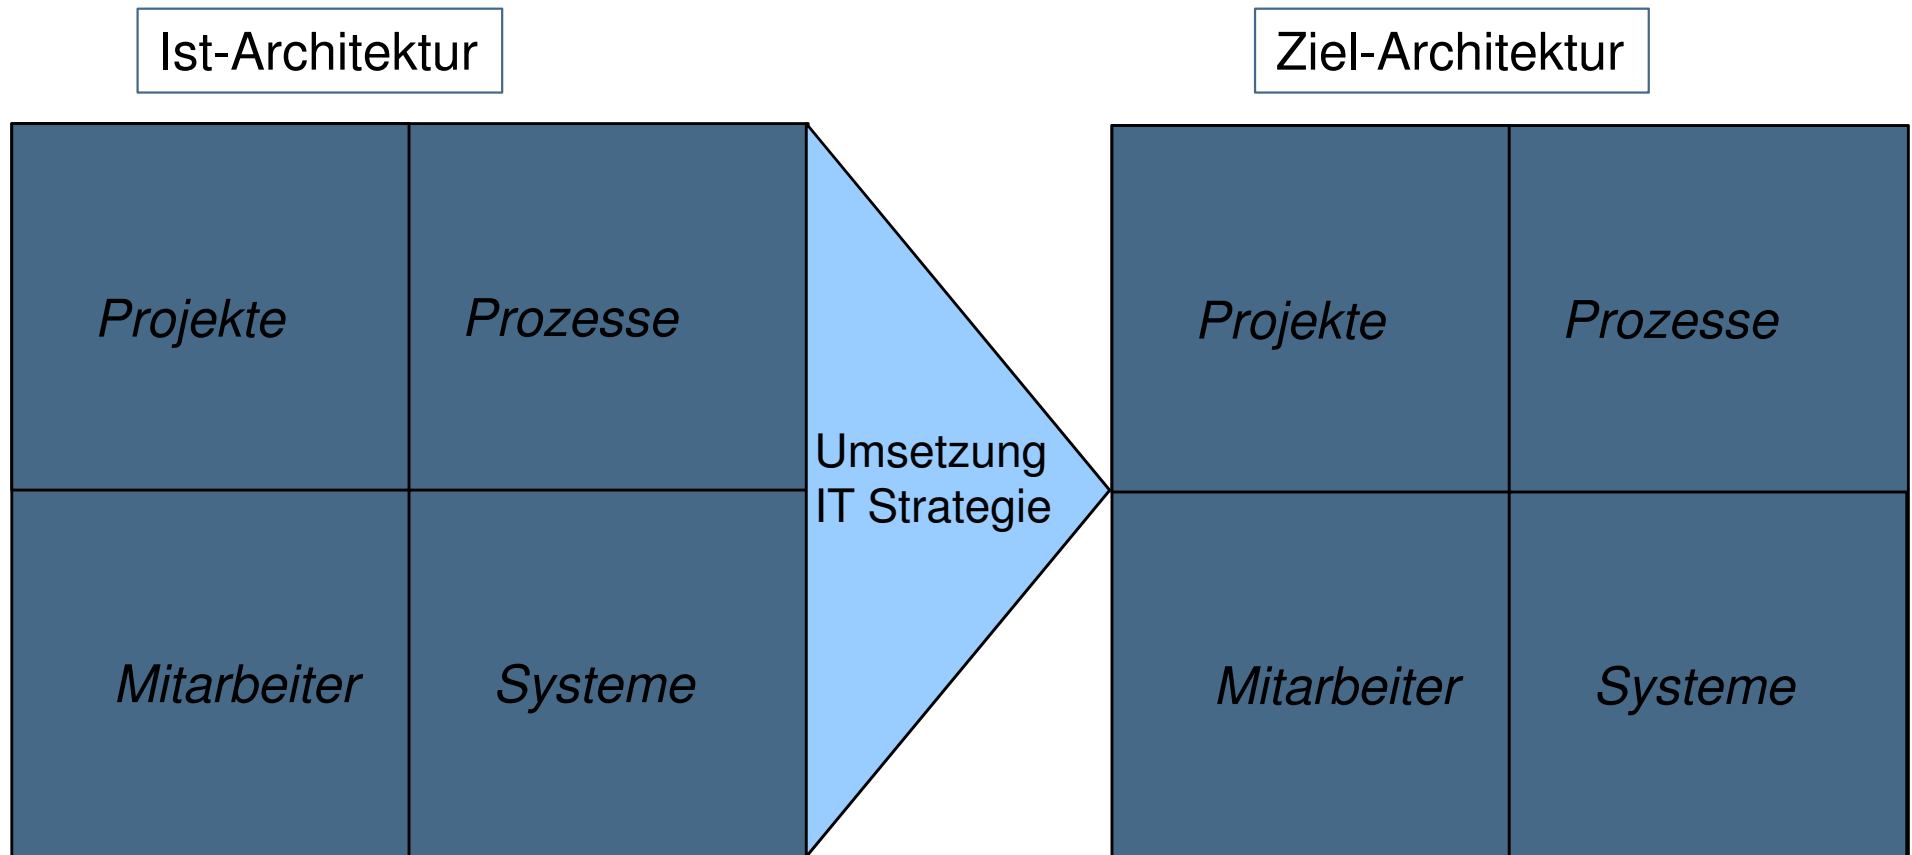 Ist-Architektur
Ziel-Architektur
Projekte
Prozesse
Mitarbeiter
Systeme
Umsetzung
IT Strategie
Projekte
Prozesse
Mitarbeiter
Systeme